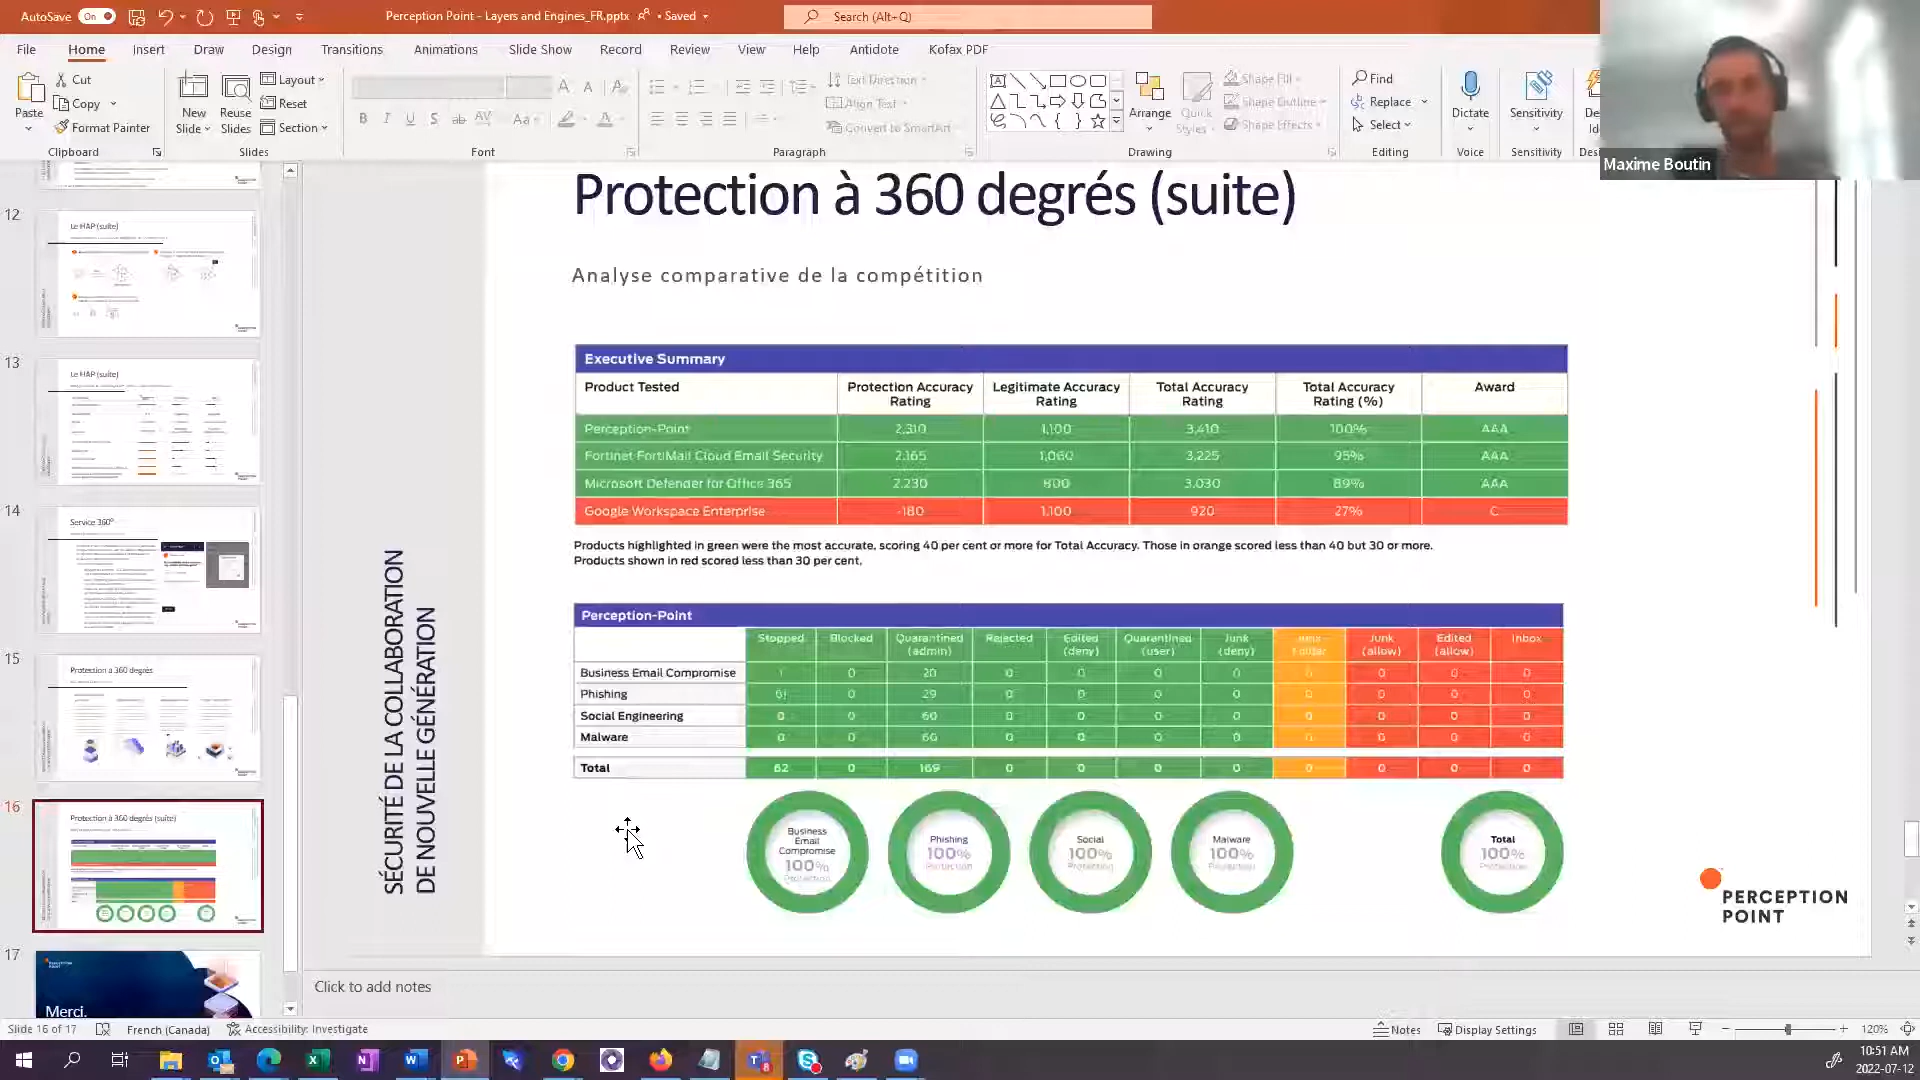 AutoSave On Perception Point - Layers and Engines_FR.pptx • Saved Search (Alt+Q)
File Home Insert Draw Design Transitions Animations Slide Show Record Review View Help Antidote Kofax PDF
Paste Cut Copy Format Painter Clipboard
New Slide Reuse Slides Layout Reset Section Slides
Font
Text Direction Align Text Convert to SmartArt Paragraph
Arrange Quick Styles Shape Fill Shape Outline Shape Effects Drawing
Find Replace Select Editing
Dictate Voice
Sensitivity Sensitivity
Maxime Boutin
12
Le HAP (suite)
13
Le HAP (suite)
14
Service 360°
15
Protection à 360 degrés
16
Protection à 360 degrés (suite)
17
Merci.
SÉCURITÉ DE LA COLLABORATION
DE NOUVELLE GÉNÉRATION
Protection à 360 degrés (suite)
Analyse comparative de la compétition
Executive Summary
Product Tested Protection Accuracy Rating Legitimate Accuracy Rating Total Accuracy Rating Total Accuracy Rating (%) Award
Perception-Point 2,310 1,100 3,410 100% AAA
Fortinet FortiMail Cloud Email Security 2,165 1,060 3,225 95% AAA
Microsoft Defender for Office 365 2,230 800 3,030 89% AAA
Google Workspace Enterprise -180 1,100 920 27% C
Products highlighted in green were the most accurate, scoring 40 per cent or more for Total Accuracy. Those in orange scored less than 40 but 30 or more.
Products shown in red scored less than 30 per cent.
Perception-Point
Stopped Blocked Quarantined (admin) Rejected Edited (deny) Quarantined (user) Junk (deny) Junk (allow) Edited (allow) Inbox
Business Email Compromise 1 0 20 0 0 0 0 0 0 0 0
Phishing 61 0 29 0 0 0 0 0 0 0 0
Social Engineering 0 0 60 0 0 0 0 0 0 0 0
Malware 0 0 60 0 0 0 0 0 0 0 0
Total 62 0 169 0 0 0 0 0 0 0 0
Business Email Compromise 100% Protection
Phishing 100% Protection
Social 100% Protection
Malware 100% Protection
Total 100% Protection
PERCEPTION
POINT
Click to add notes
Slide 16 of 17 French (Canada) Accessibility: Investigate Notes Display Settings 120%
10:51 AM
2022-07-12